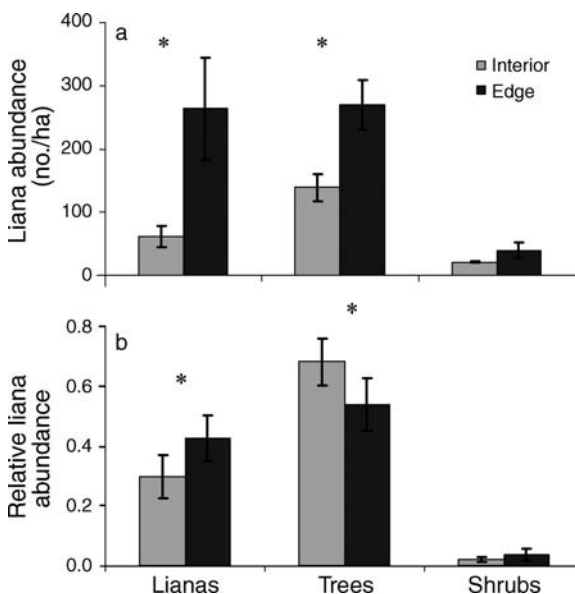 a
*
*
Interior
Edge
Liana abundance
(no./ha)
400
300
200
100
0
b
*
*
Relative liana
abundance
0.8
0.6
0.4
0.2
0.0
Lianas Trees Shrubs